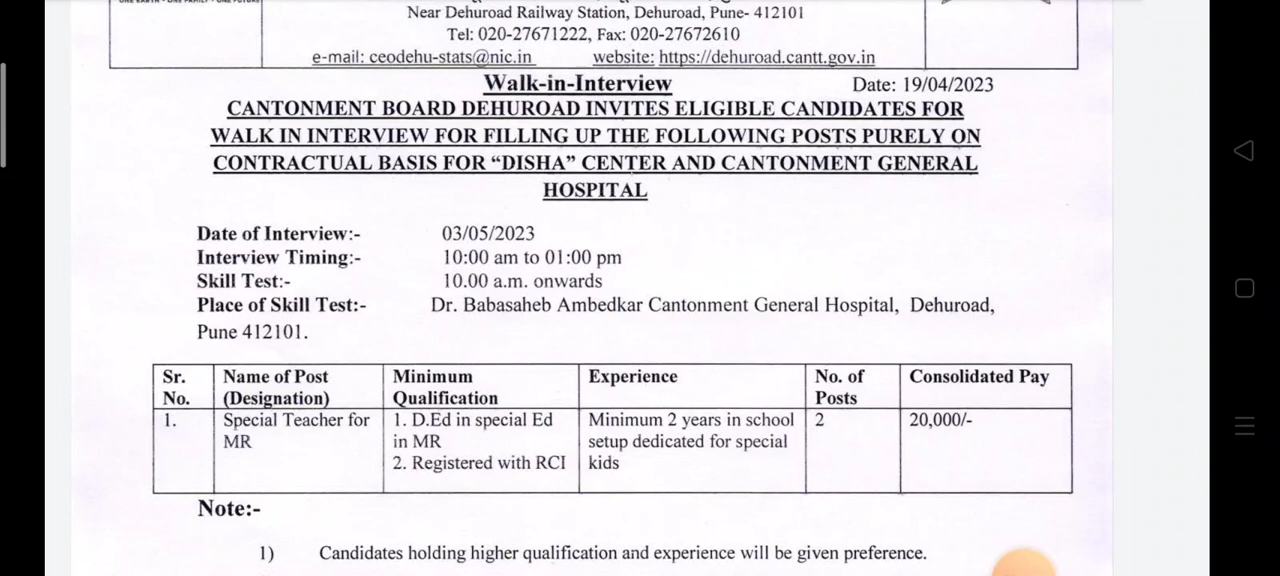 ONE EARTH • ONE FAMILY • ONE FUTURE
Near Dehuroad Railway Station, Dehuroad, Pune- 412101
Tel: 020-27671222, Fax: 020-27672610
e-mail: ceodehu-stats@nic.in website: https://dehuroad.cantt.gov.in
Walk-in-Interview Date: 19/04/2023
CANTONMENT BOARD DEHUROAD INVITES ELIGIBLE CANDIDATES FOR
WALK IN INTERVIEW FOR FILLING UP THE FOLLOWING POSTS PURELY ON
CONTRACTUAL BASIS FOR “DISHA” CENTER AND CANTONMENT GENERAL
HOSPITAL
Date of Interview:- 03/05/2023
Interview Timing:- 10:00 am to 01:00 pm
Skill Test:- 10.00 a.m. onwards
Place of Skill Test:- Dr. Babasaheb Ambedkar Cantonment General Hospital, Dehuroad,
Pune 412101.
Sr. Name of Post Minimum Experience No. of Consolidated Pay
No. (Designation) Qualification Posts
1. Special Teacher for 1. D.Ed in special Ed Minimum 2 years in school 2 20,000/-
MR in MR setup dedicated for special
2. Registered with RCI kids
Note:-
1) Candidates holding higher qualification and experience will be given preference.